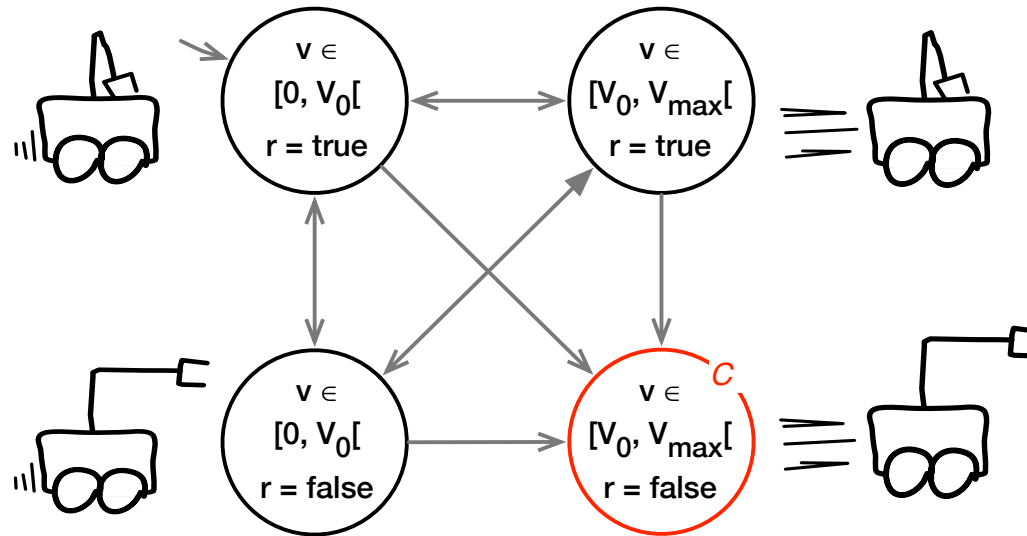 v ∈
[0, V₀[
r = true
v ∈
[V₀, Vmax[
r = true
v ∈
[0, V₀[
r = false
C
v ∈
[V₀, Vmax[
r = false